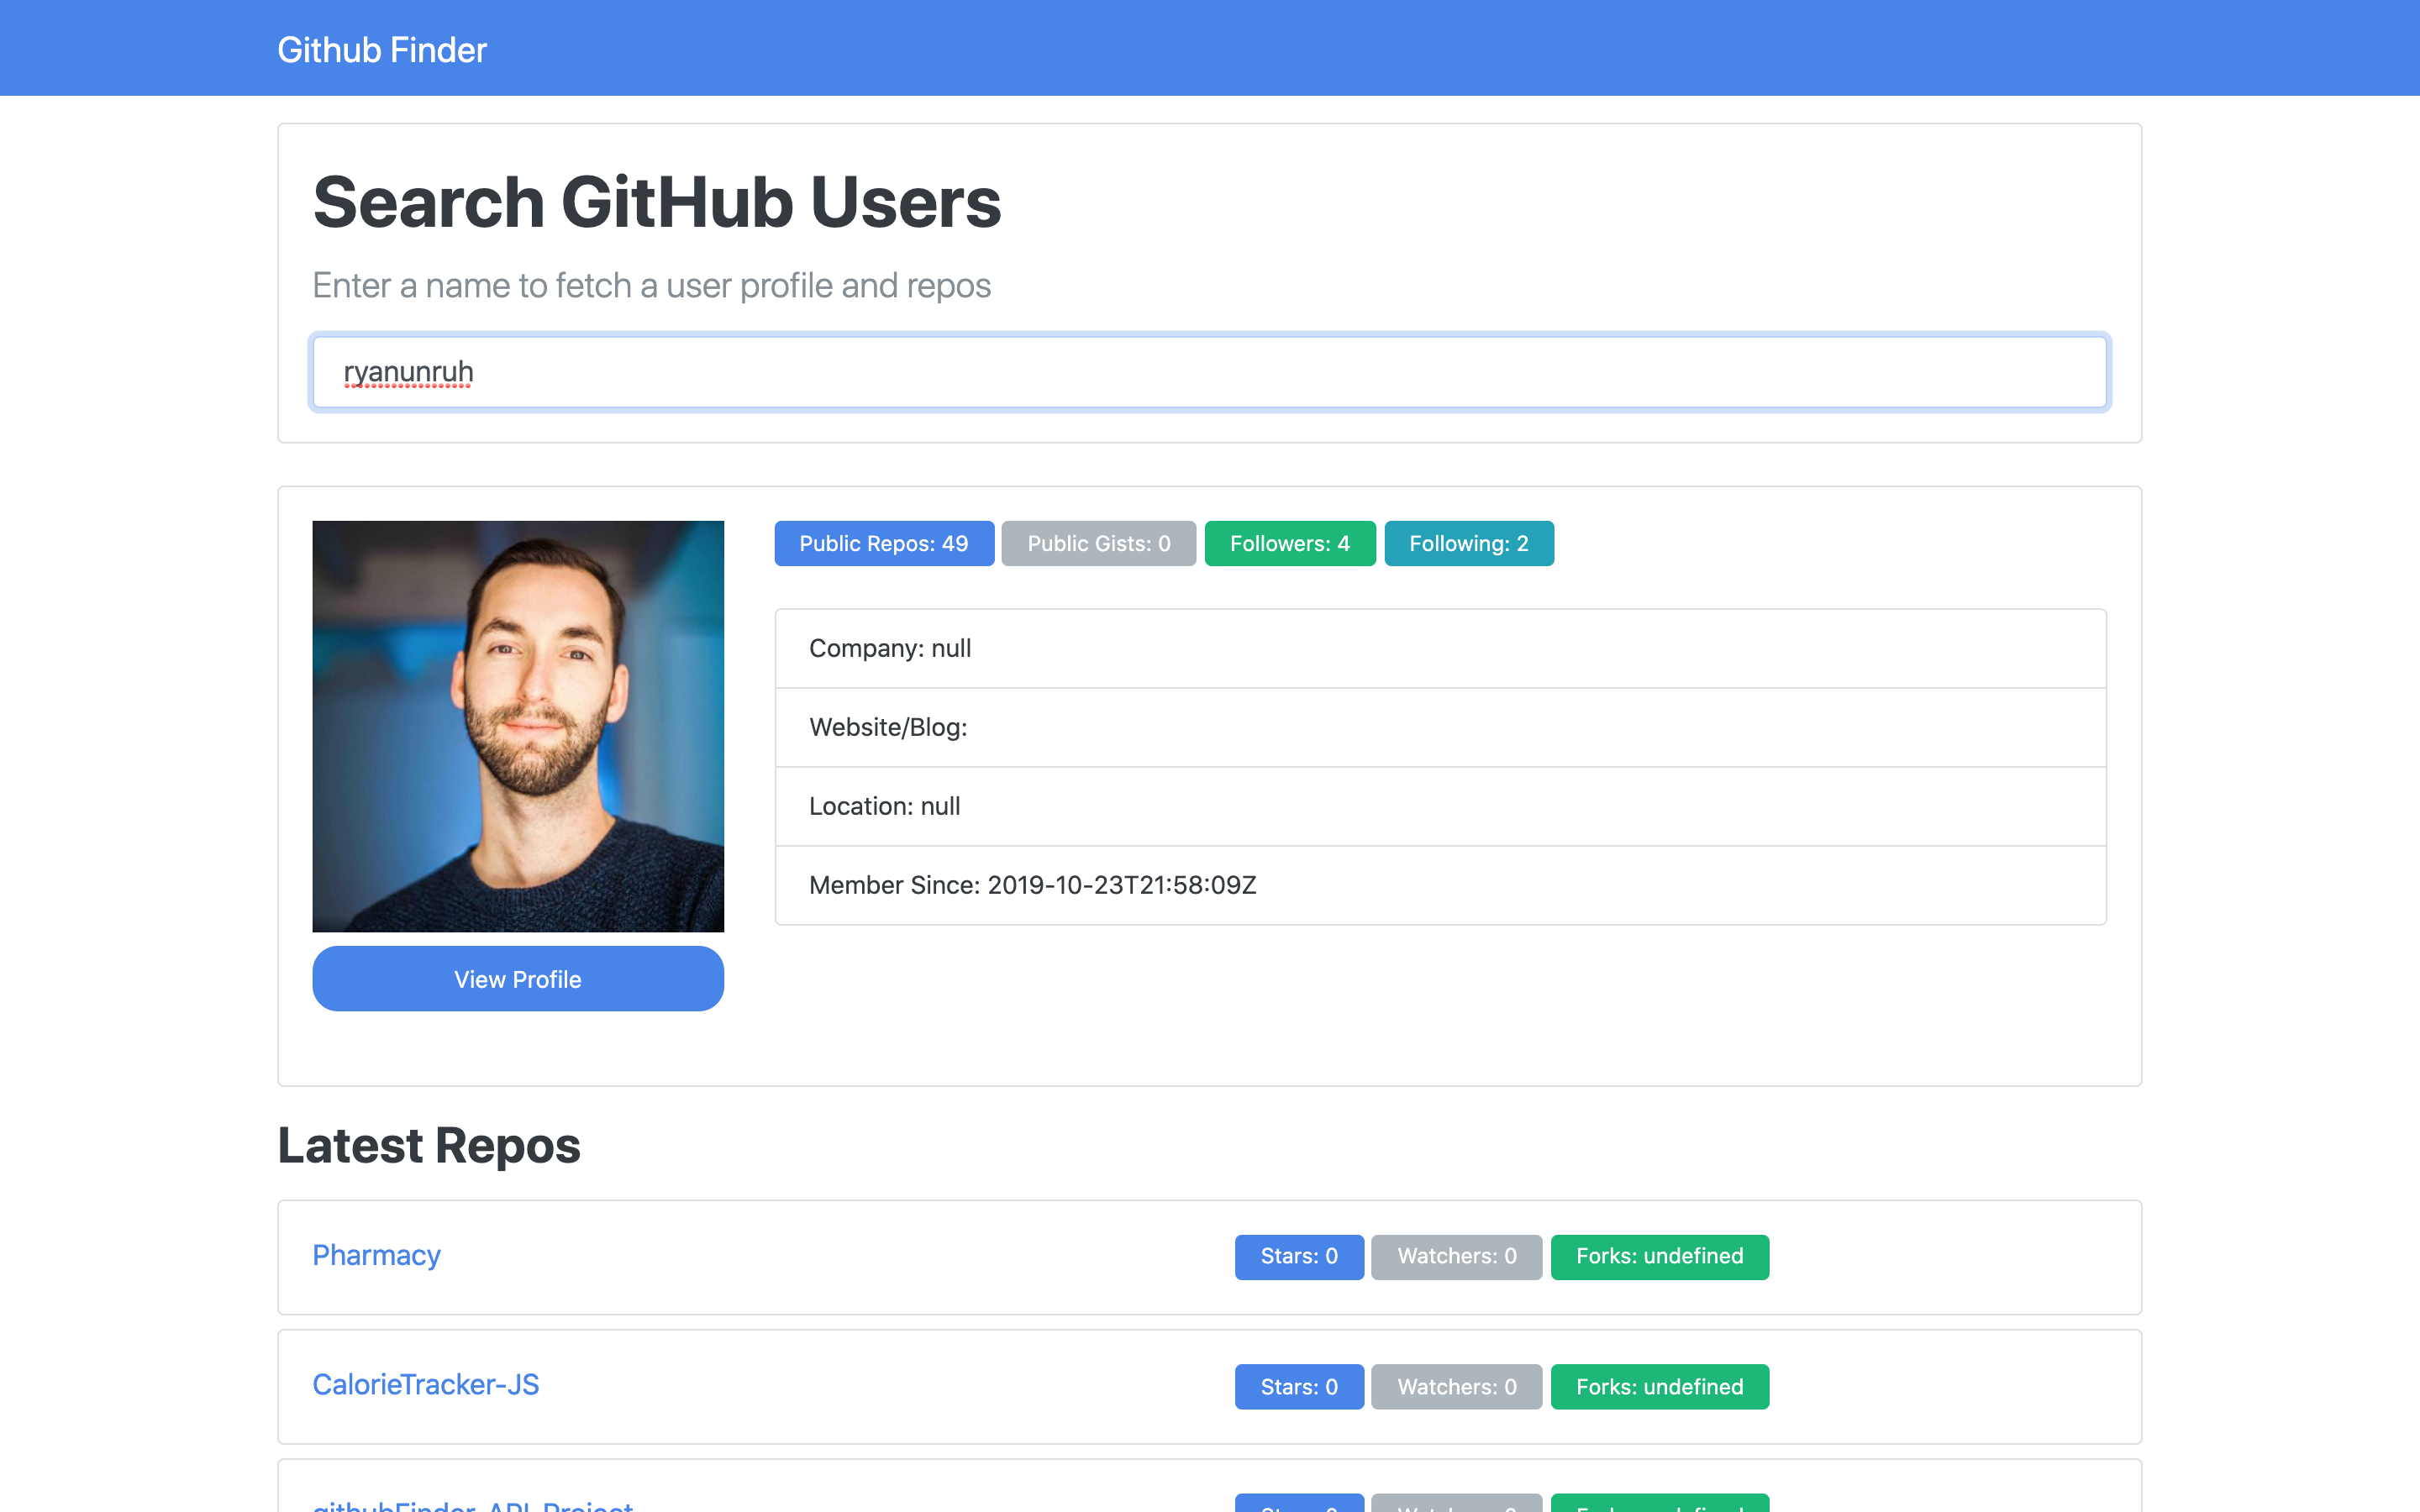 Github Finder
Search GitHub Users
Enter a name to fetch a user profile and repos
ryanunruh
Public Repos: 49 Public Gists: 0 Followers: 4 Following: 2
Company: null
Website/Blog:
Location: null
Member Since: 2019-10-23T21:58:09Z
View Profile
Latest Repos
Pharmacy Stars: 0 Watchers: 0 Forks: undefined
CalorieTracker-JS Stars: 0 Watchers: 0 Forks: undefined